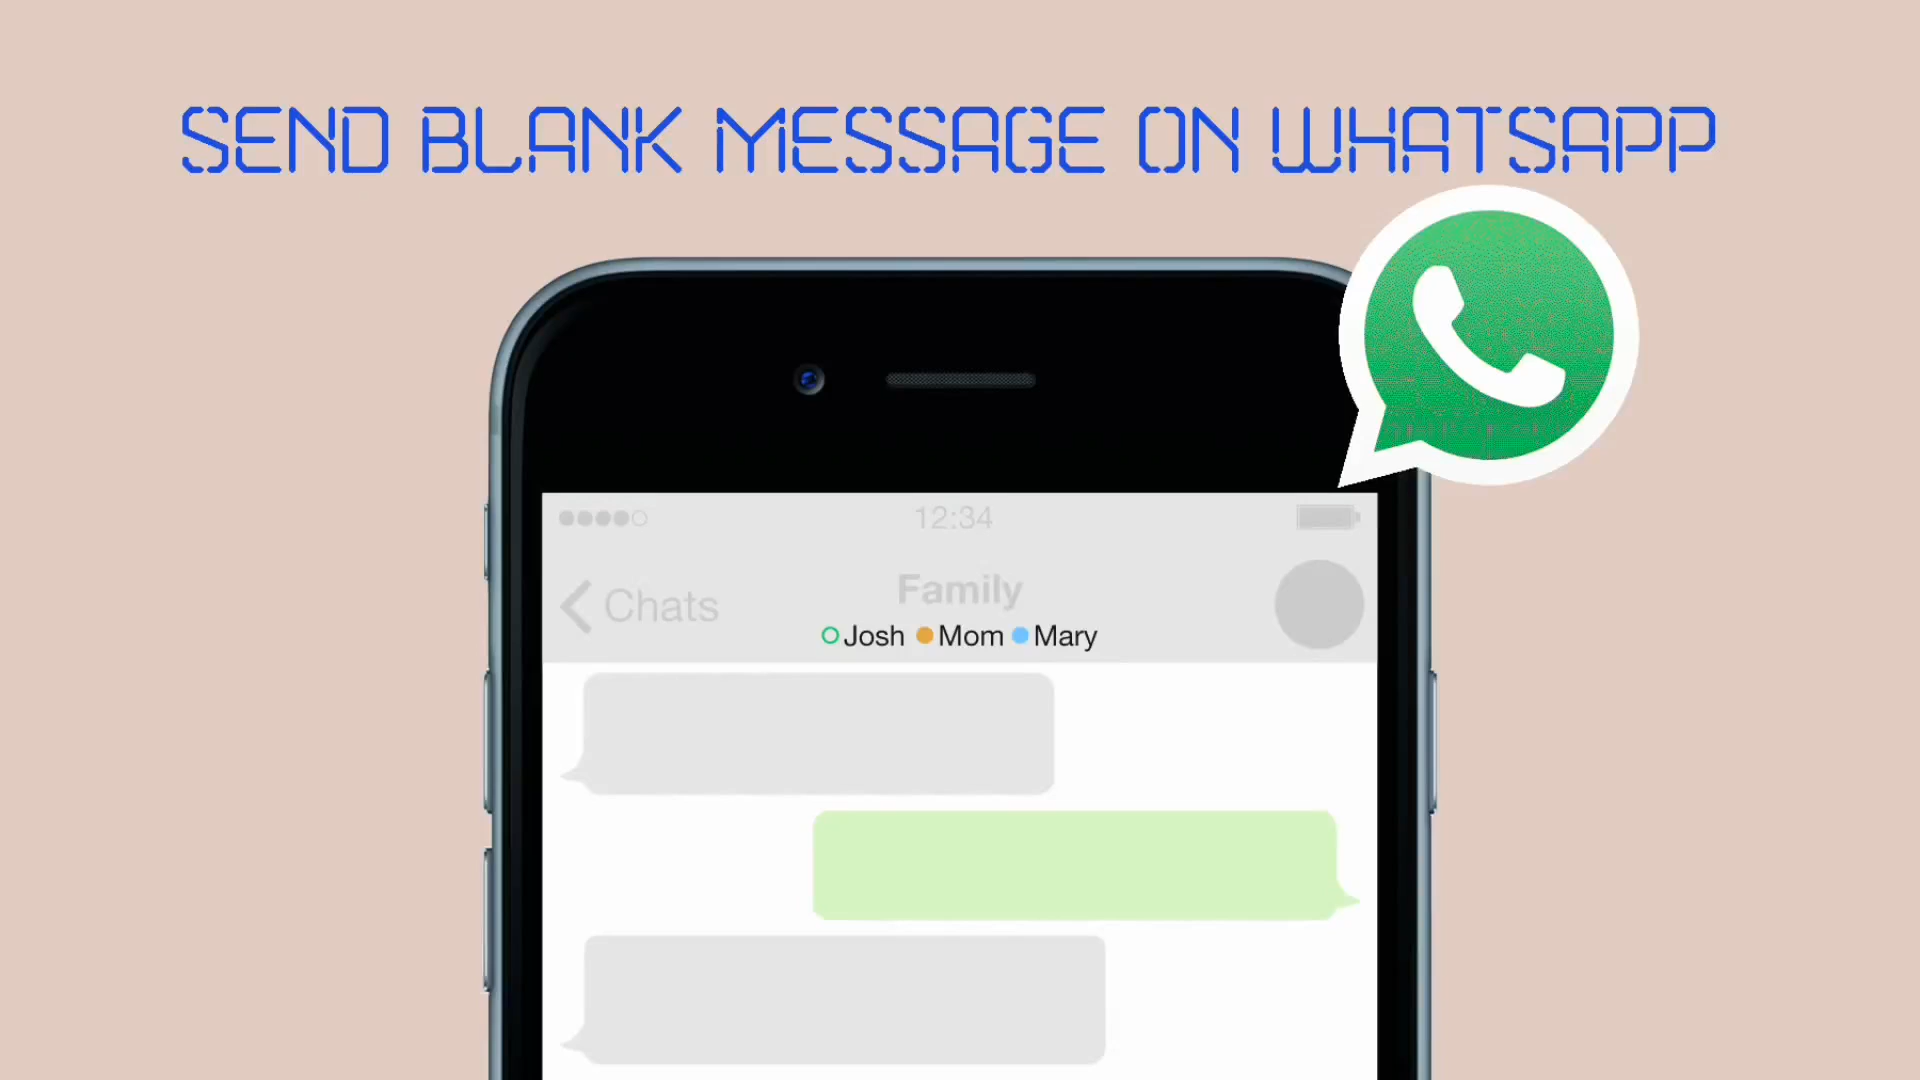 SEND BLANK MESSAGE ON WHATSAPP
12:34
Chats
Family
Josh Mom Mary